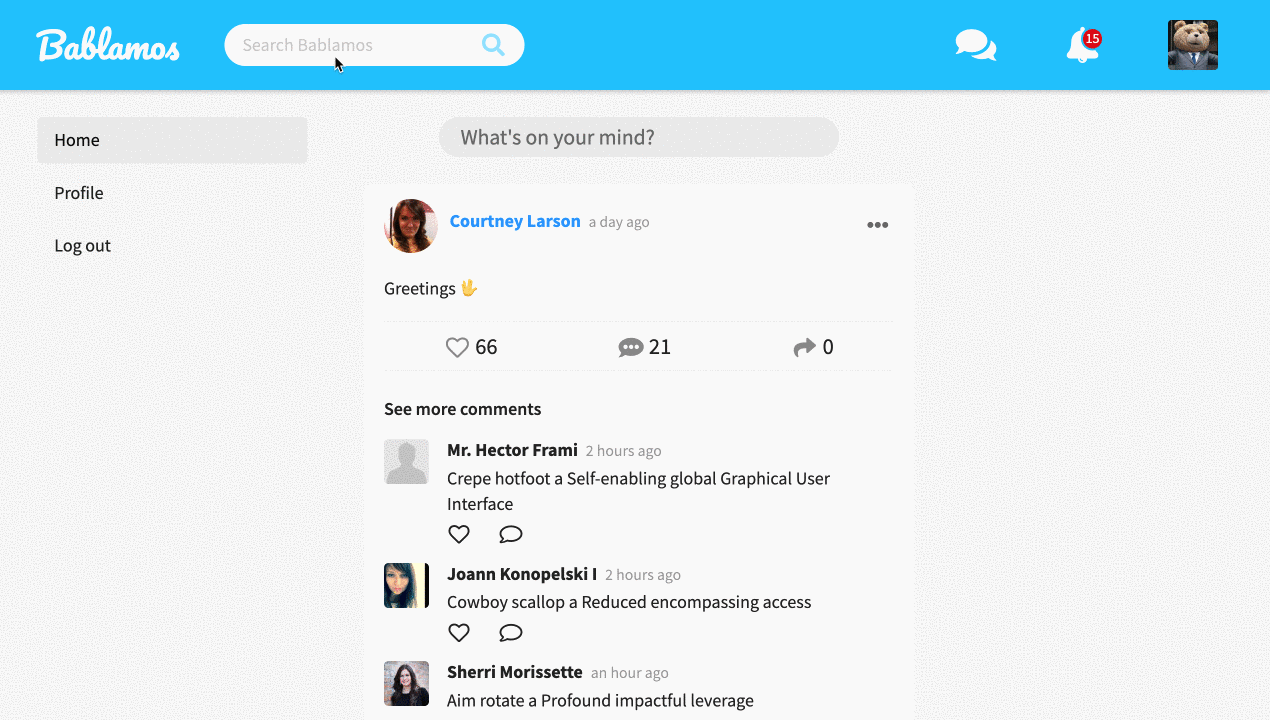 Bablamos
Search Bablamos
15
Home
Profile
Log out
What's on your mind?
Courtney Larson a day ago
Greetings 🖖
66
21
0
See more comments
Mr. Hector Frami 2 hours ago
Crepe hotfoot a Self-enabling global Graphical User
Interface
Joann Konopelski I 2 hours ago
Cowboy scallop a Reduced encompassing access
Sherri Morissette an hour ago
Aim rotate a Profound impactful leverage